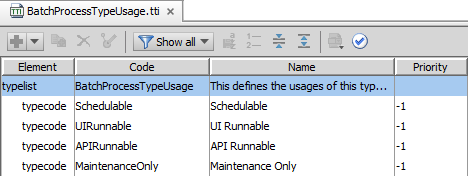 BatchProcessTypeUsage.tti
Show all
Element Code Name Priority
typelist BatchProcessTypeUsage This defines the usages of this typ...
typecode Schedulable Schedulable -1
typecode UIRunnable UI Runnable -1
typecode APIRunnable API Runnable -1
typecode MaintenanceOnly Maintenance Only -1